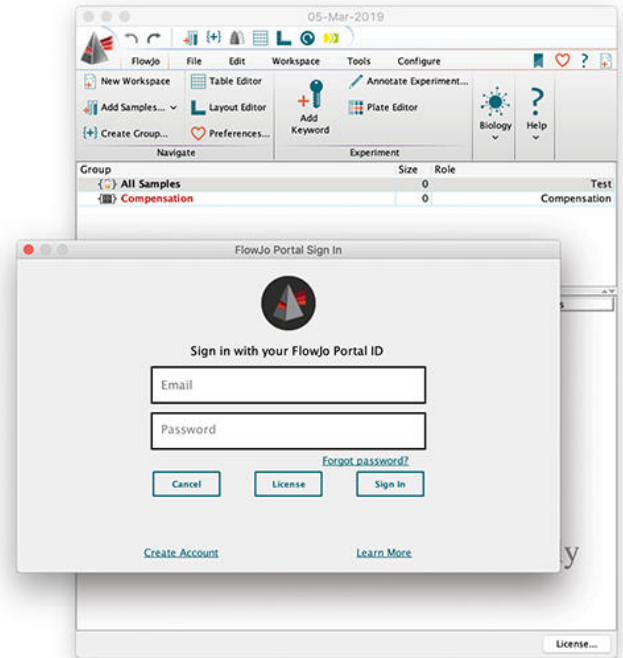 05-Mar-2019
FlowJo File Edit Workspace Tools Configure
New Workspace Table Editor Annotate Experiment...
Add Samples... Layout Editor Add Keyword Plate Editor Biology Help
{+} Create Group... Preferences...
Navigate Experiment
Group Size Role
All Samples 0 Test
Compensation 0 Compensation
FlowJo Portal Sign In
s
Sign in with your FlowJo Portal ID
Email
Password
Forgot password?
Cancel License Sign In
Create Account Learn More
ly
License...